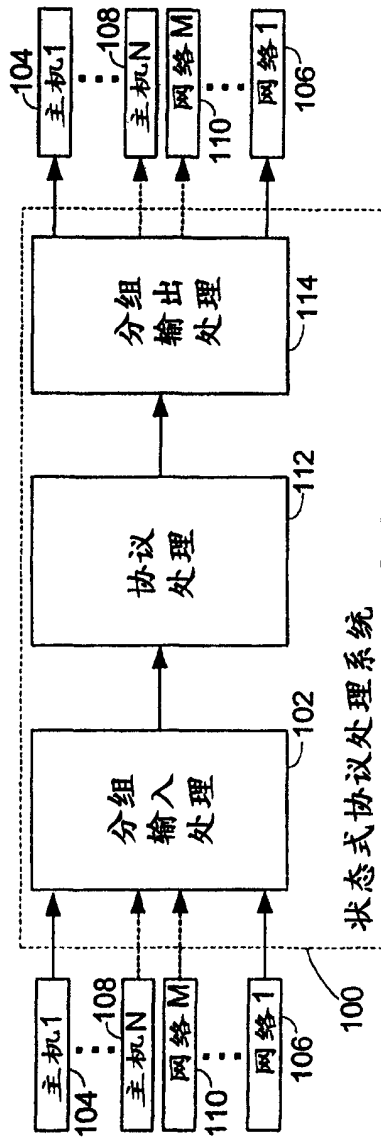 主机1
104
主机N
108
网络M
110
网络1
106
分组
输入
处理
102
协议
处理
112
分组
输出
处理
114
主机1
104
主机N
108
网络M
110
网络1
106
100
状态式协议处理系统